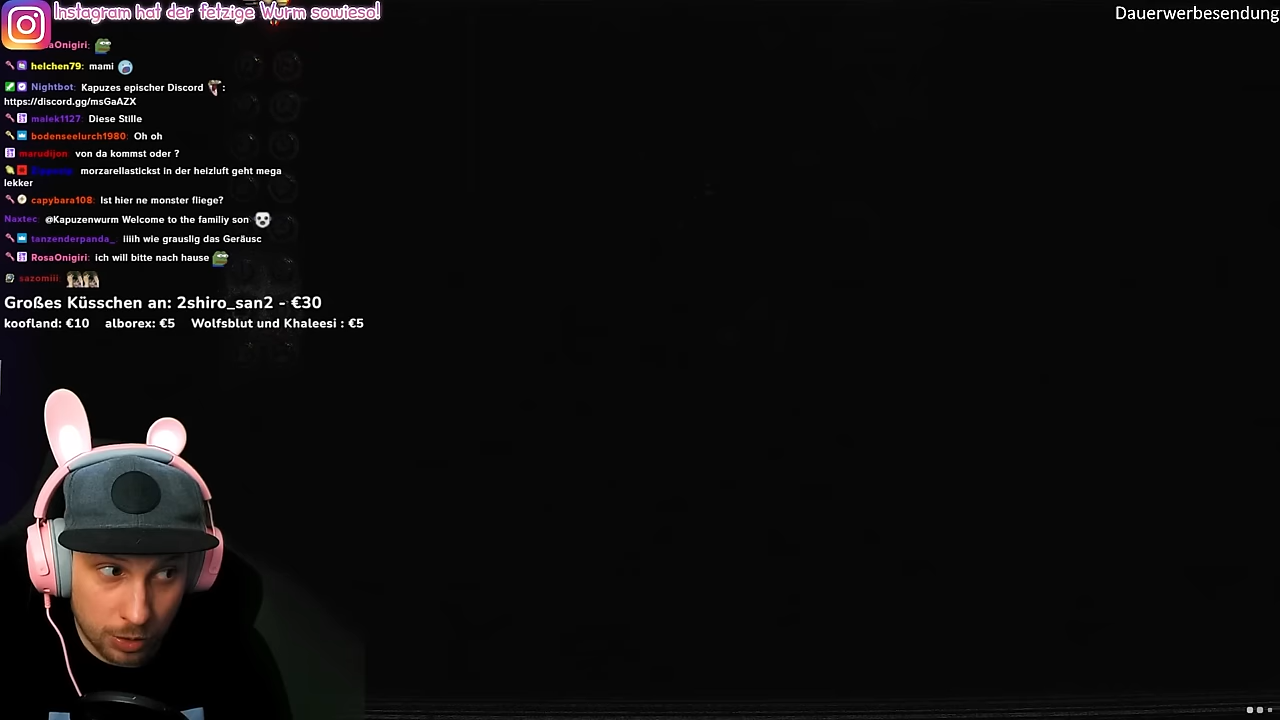 Instagram hat der fetzige Wurm sowieso!
Dauerwerbesendung
aOnigiri:
helchen79: mami
Nightbot: Kapuzes epischer Discord :
https://discord.gg/msGaAZX
malek1127: Diese Stille
bodenseelurch1980: Oh oh
marudijon von da kommst oder ?
morzarellastickst in der heizluft geht mega
lekker
capybara108: Ist hier ne monster fliege?
Naxtec: @Kapuzenwurm Welcome to the familiy son
tanzenderpanda_ Iiiih wie grauslig das Geräusc
RosaOnigiri: ich will bitte nach hause
sazomiii:
Großes Küsschen an: 2shiro_san2 - €30
koofland: €10 alborex: €5 Wolfsblut und Khaleesi : €5